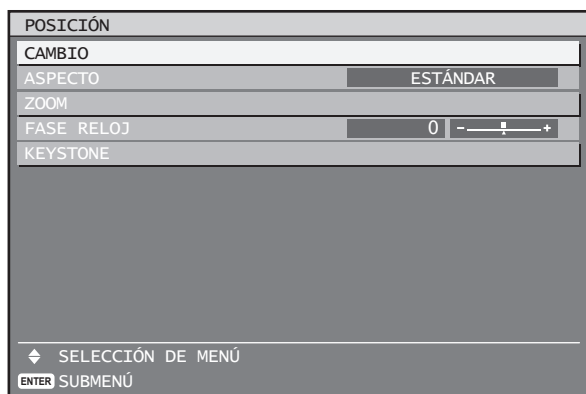 POSICIÓN
CAMBIO
ASPECTO ESTÁNDAR
ZOOM
FASE RELOJ 0 - +
KEYSTONE
SELECCIÓN DE MENÚ
ENTER SUBMENÚ